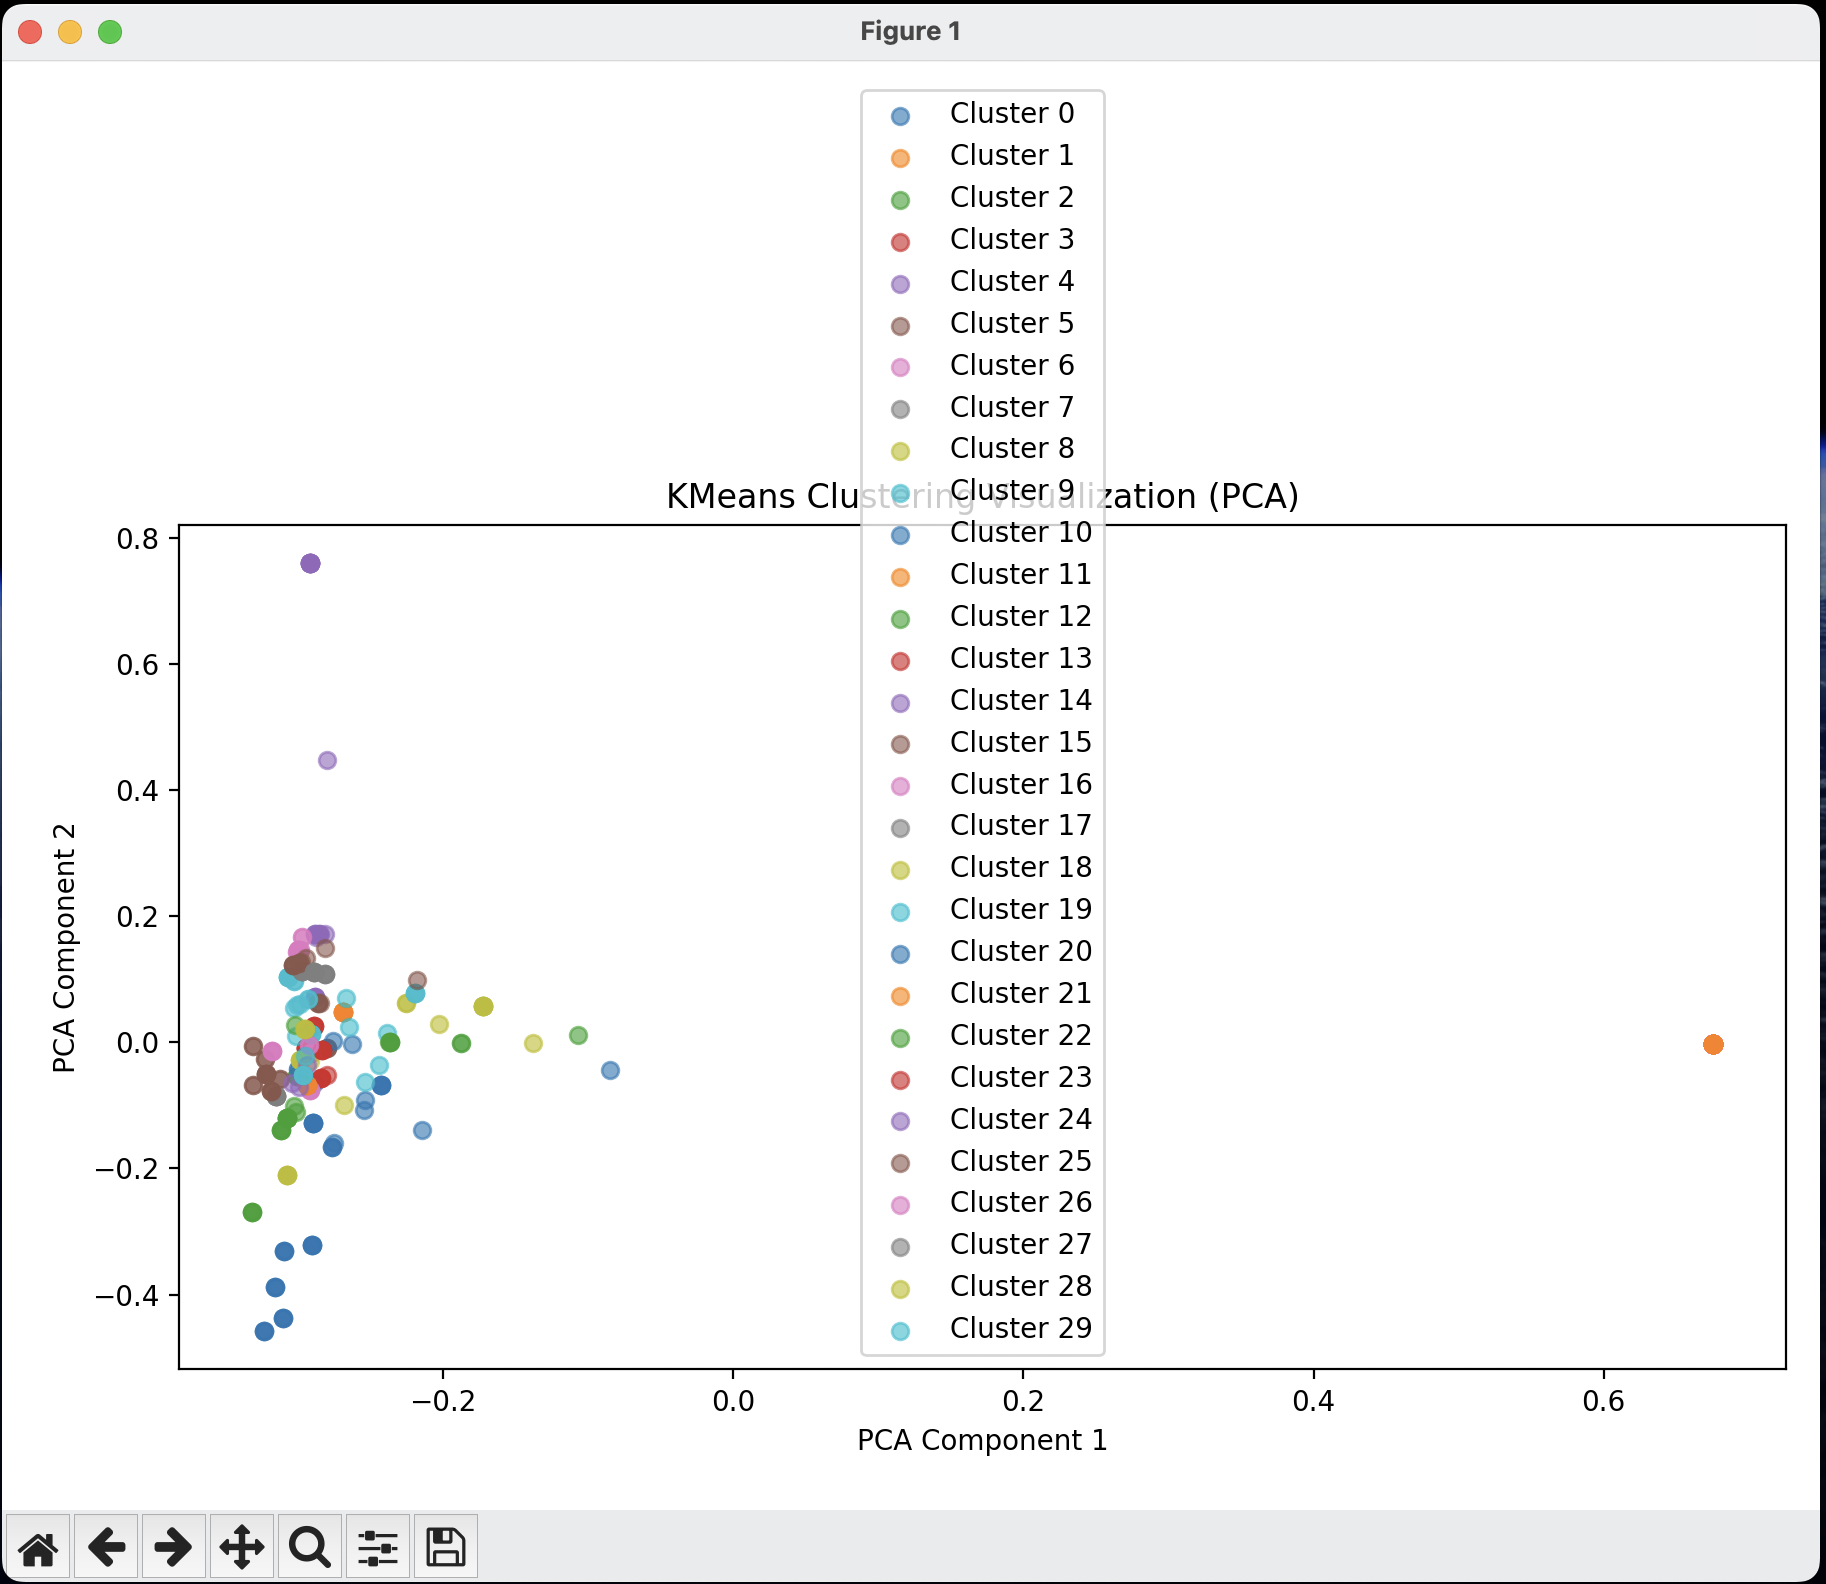 Figure 1
Cluster 0
Cluster 1
Cluster 2
Cluster 3
Cluster 4
Cluster 5
Cluster 6
Cluster 7
Cluster 8
Cluster 9
KMeans Clustering Visualization (PCA)
Cluster 10
Cluster 11
Cluster 12
Cluster 13
Cluster 14
Cluster 15
Cluster 16
Cluster 17
Cluster 18
Cluster 19
Cluster 20
Cluster 21
Cluster 22
Cluster 23
Cluster 24
Cluster 25
Cluster 26
Cluster 27
Cluster 28
Cluster 29
PCA Component 2
0.8
0.6
0.4
0.2
0.0
−0.2
−0.4
−0.2 0.0 0.2 0.4 0.6
PCA Component 1